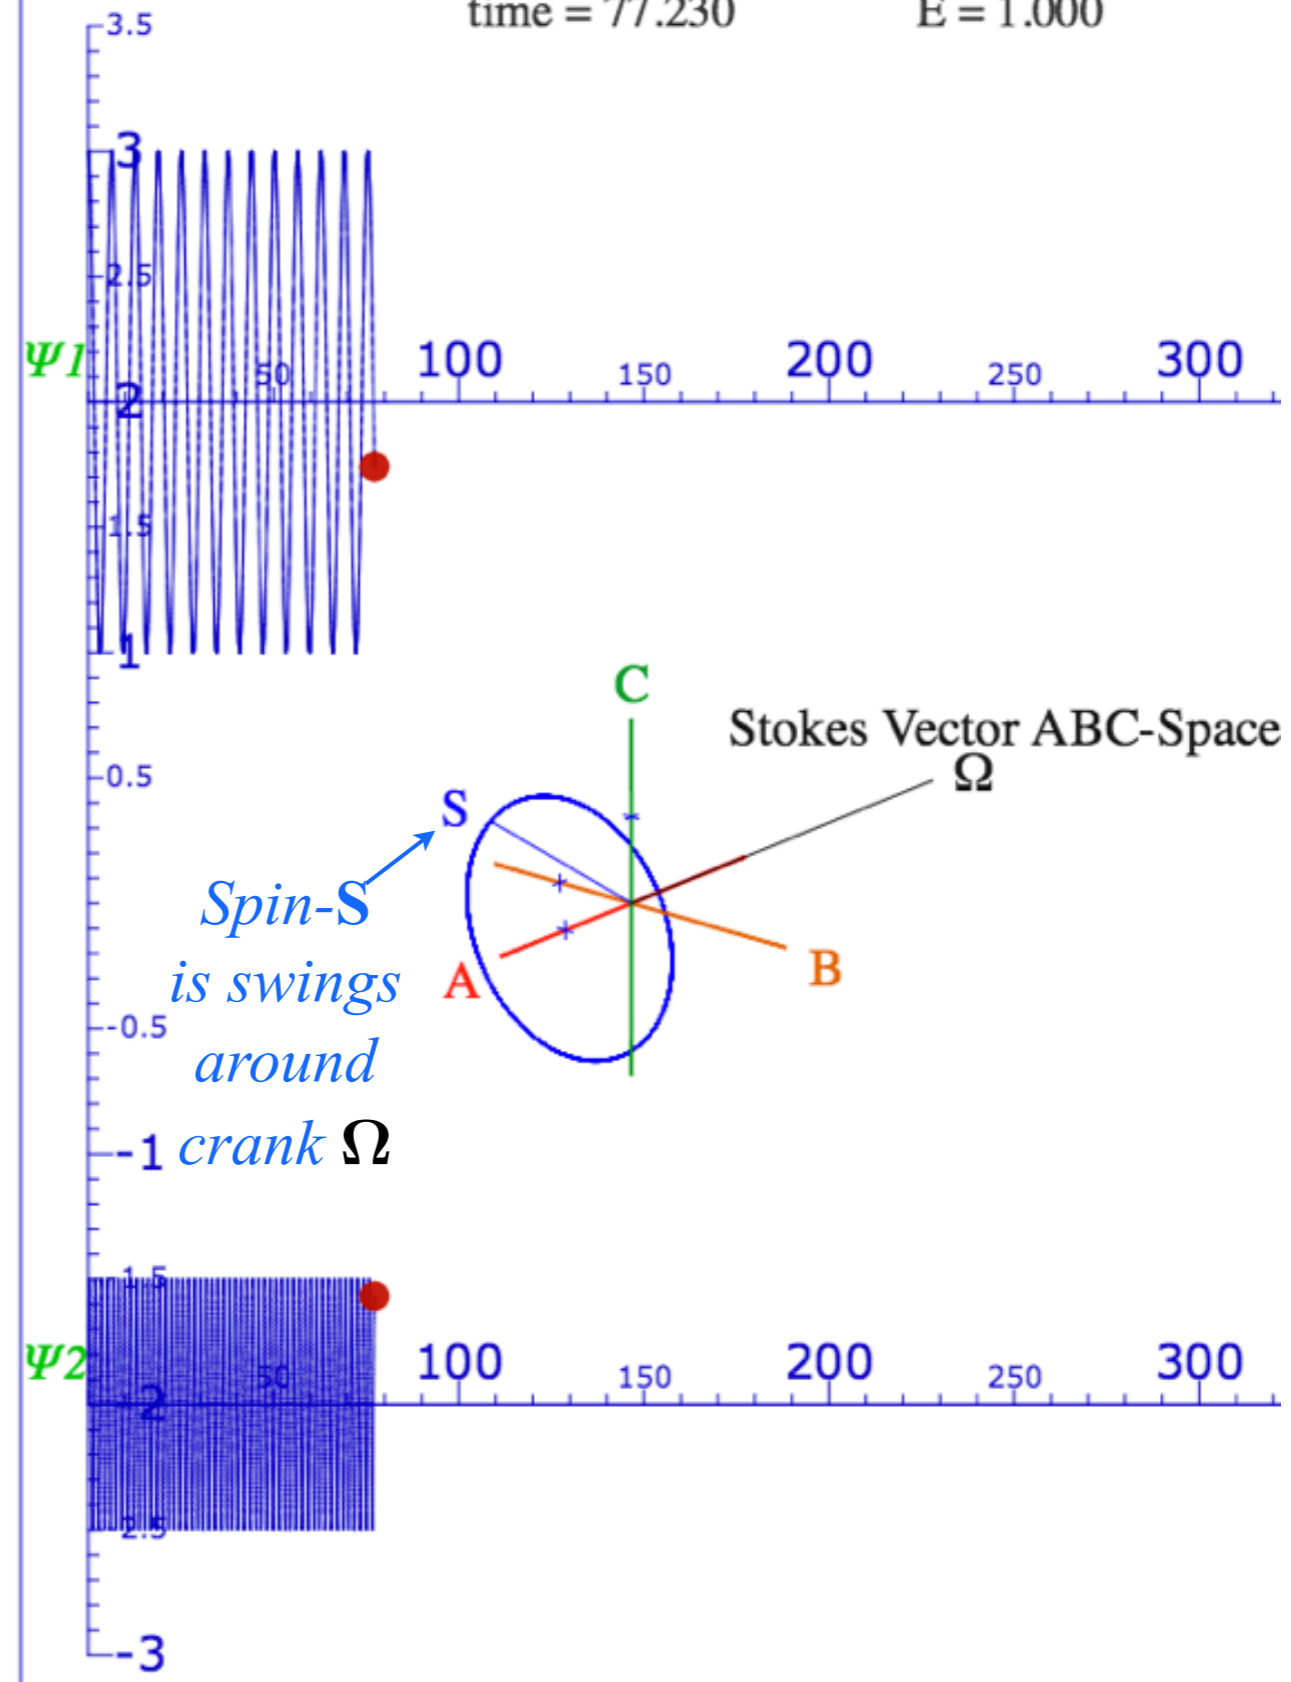 time = 77.230 E = 1.000
3.5
3
2.5
Ψ1
50 100 150 200 250 300
2
1.5
1
C
Stokes Vector ABC-Space
Ω
0.5
S
Spin-S
is swings
A
B
-0.5
around
crank Ω
-1
-1.5
Ψ2
50 100 150 200 250 300
-2
-2.5
-3